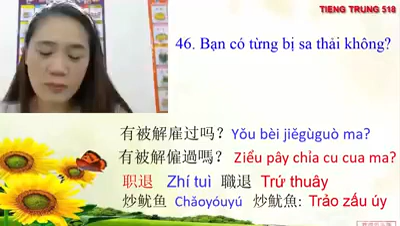 TIENG TRUNG 518
46. Bạn có từng bị sa thải không?
有被解雇过吗? Yǒu bèi jiěgùguò ma?
有被解僱過嗎? Ziểu pây chỉa cu cua ma?
职退 Zhí tuì 職退 Trứ thuây
炒鱿鱼 Chǎoyóuyú 炒魷魚: Trảo zấu úy